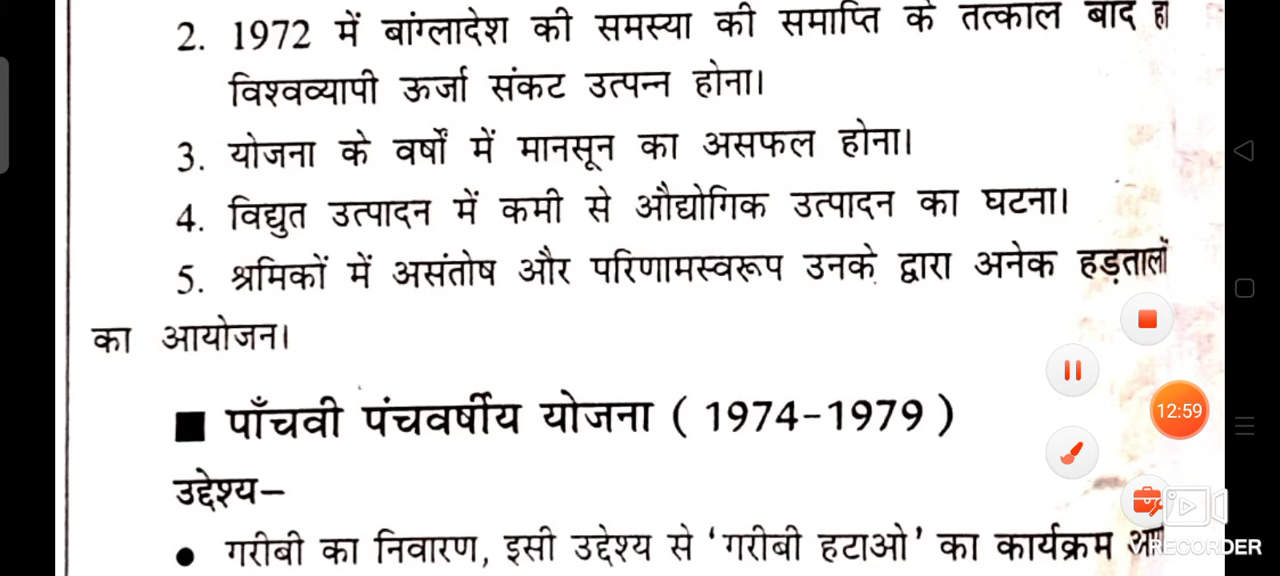 2. 1972 में बांग्लादेश की समस्या की समाप्ति के तत्काल बाद ही
विश्वव्यापी ऊर्जा संकट उत्पन्न होना।
3. योजना के वर्षों में मानसून का असफल होना।
4. विद्युत उत्पादन में कमी से औद्योगिक उत्पादन का घटना।
5. श्रमिकों में असंतोष और परिणामस्वरूप उनके द्वारा अनेक हड़तालों
का आयोजन।
■ पाँचवी पंचवर्षीय योजना ( 1974-1979 )
12:59
उद्देश्य–
● गरीबी का निवारण, इसी उद्देश्य से ‘गरीबी हटाओ’ का कार्यक्रम
RECORDER